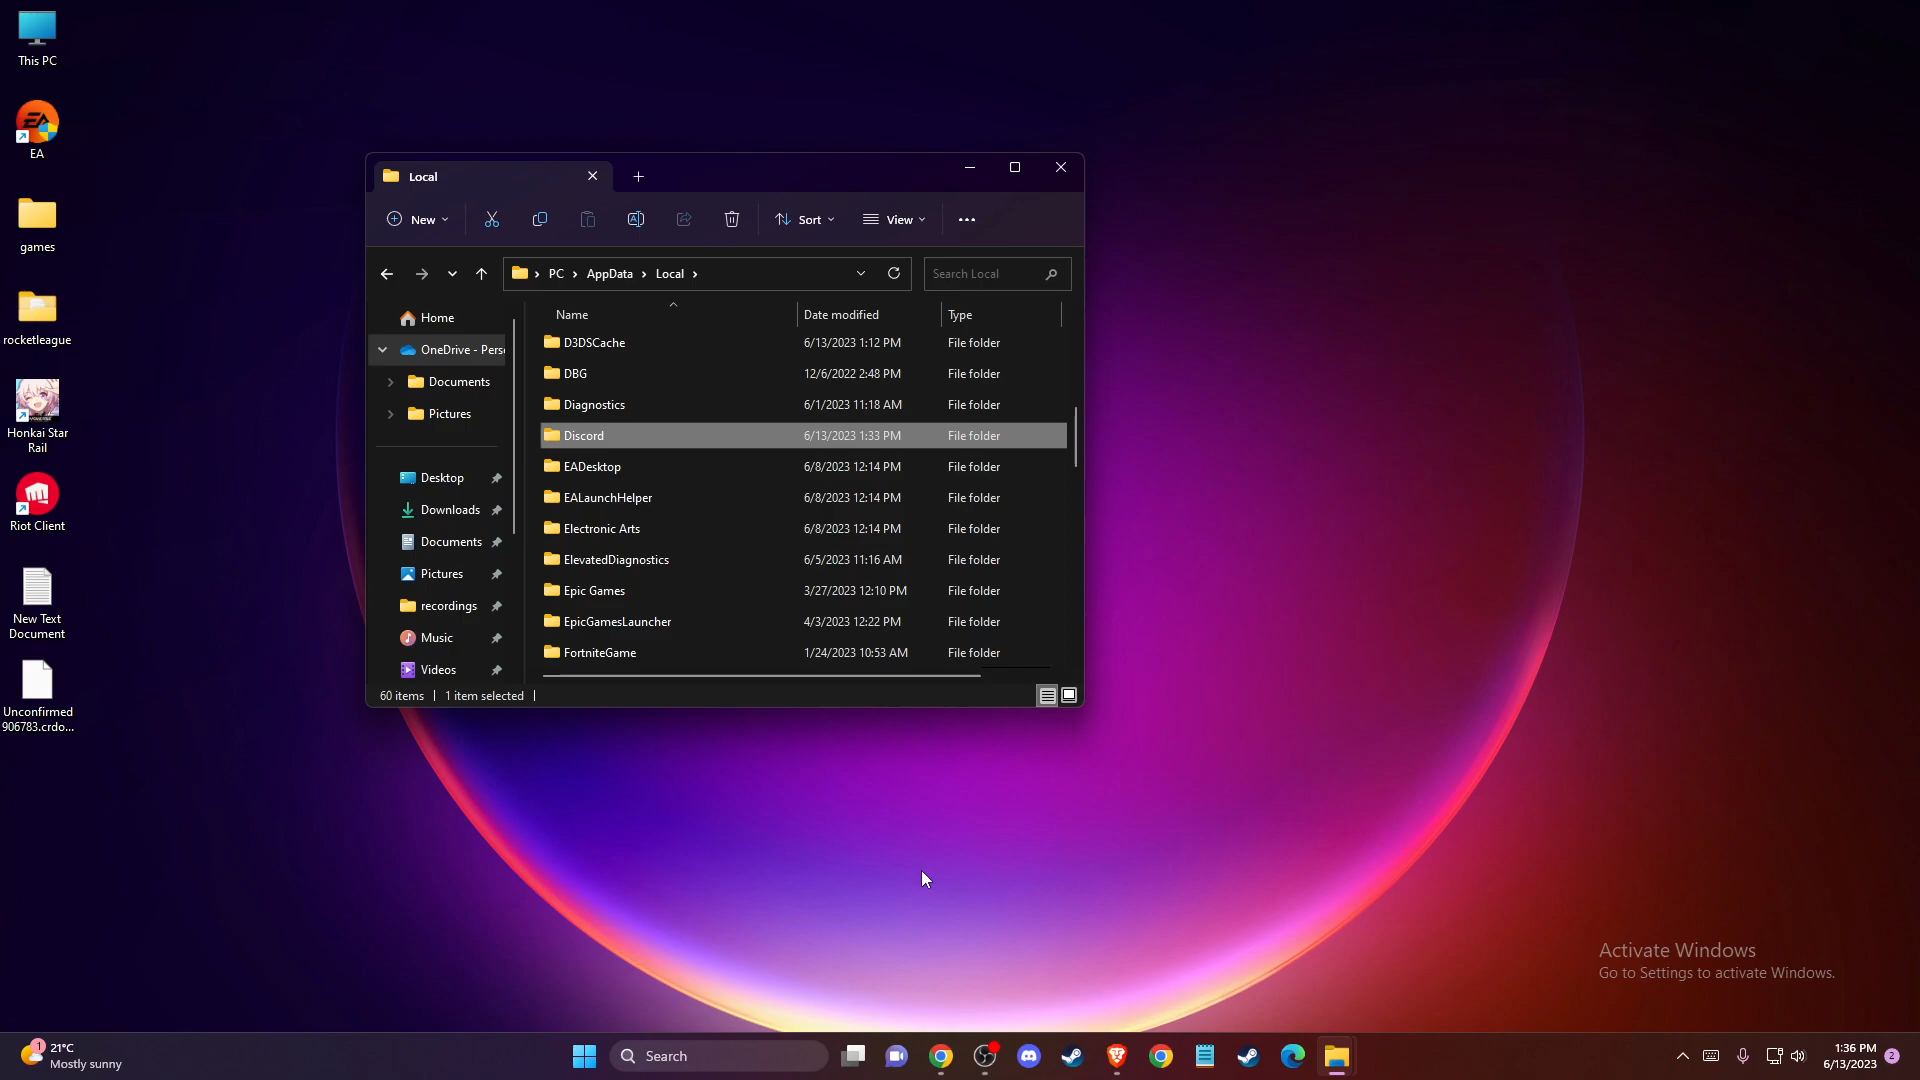 This PC
EA
games
rocketleague
Honkai Star
Rail
Riot Client
New Text
Document
Unconfirmed
906783.crdo...
Local
New
Sort
View
PC
AppData
Local
Search Local
Home
OneDrive - Pers
Documents
Pictures
Desktop
Downloads
Documents
Pictures
recordings
Music
Videos
Name Date modified Type
D3DSCache 6/13/2023 1:12 PM File folder
DBG 12/6/2022 2:48 PM File folder
Diagnostics 6/1/2023 11:18 AM File folder
Discord 6/13/2023 1:33 PM File folder
EADesktop 6/8/2023 12:14 PM File folder
EALaunchHelper 6/8/2023 12:14 PM File folder
Electronic Arts 6/8/2023 12:14 PM File folder
ElevatedDiagnostics 6/5/2023 11:16 AM File folder
Epic Games 3/27/2023 12:10 PM File folder
EpicGamesLauncher 4/3/2023 12:22 PM File folder
FortniteGame 1/24/2023 10:53 AM File folder
60 items 1 item selected
Activate Windows
Go to Settings to activate Windows.
1
21°C
Mostly sunny
Search
1:36 PM
6/13/2023
2